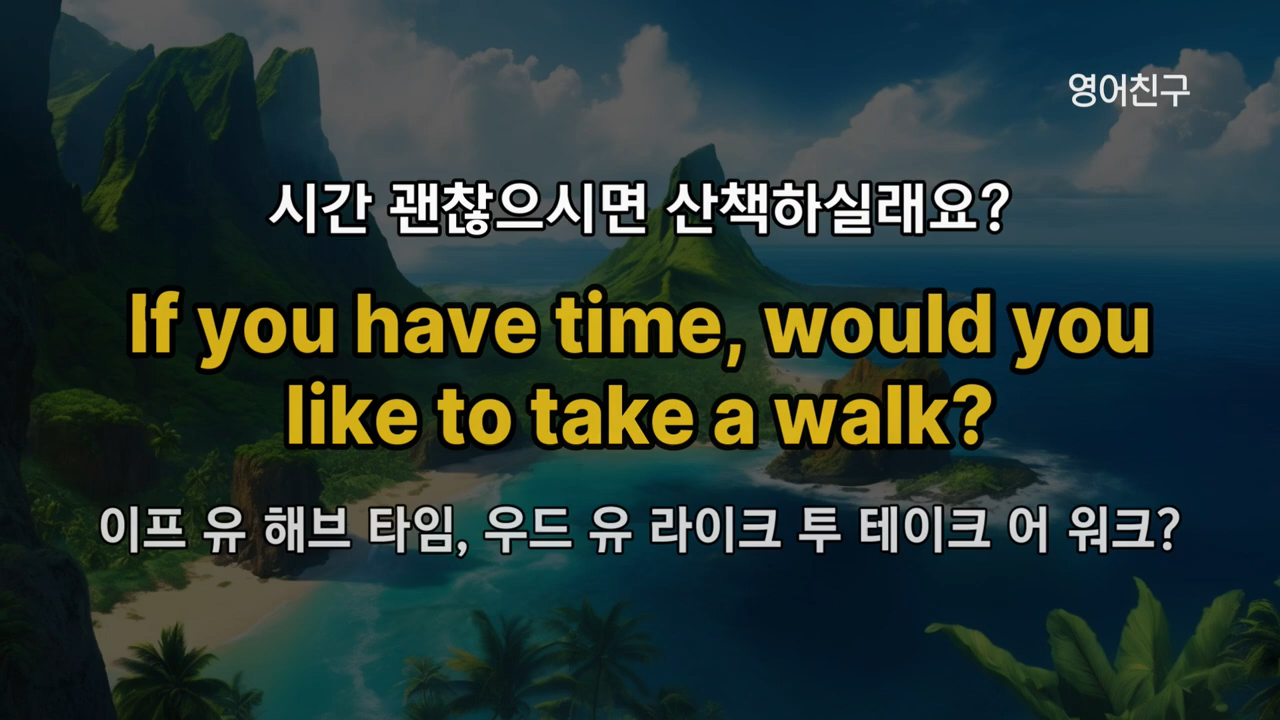 영어친구
시간 괜찮으시면 산책하실래요?
If you have time, would you
like to take a walk?
이프 유 해브 타임, 우드 유 라이크 투 테이크 어 워크?